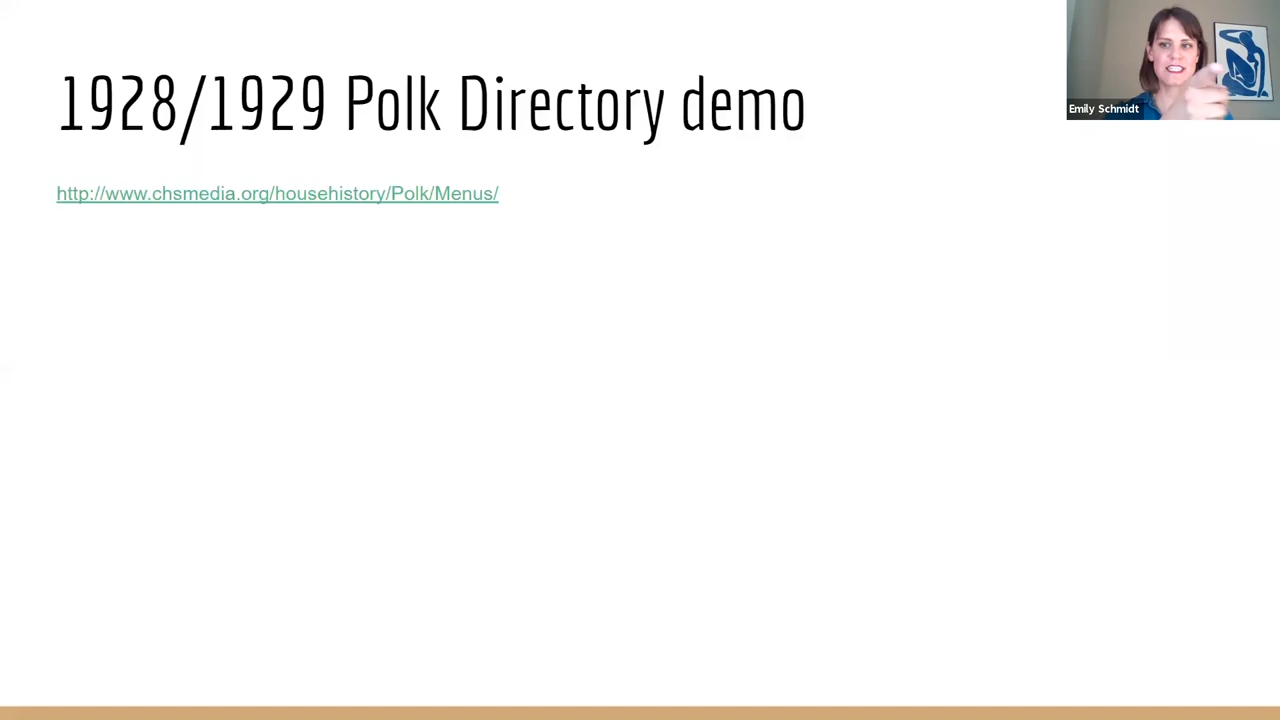 1928/1929 Polk Directory demo
Emily Schmidt
http://www.chsmedia.org/househistory/Polk/Menus/